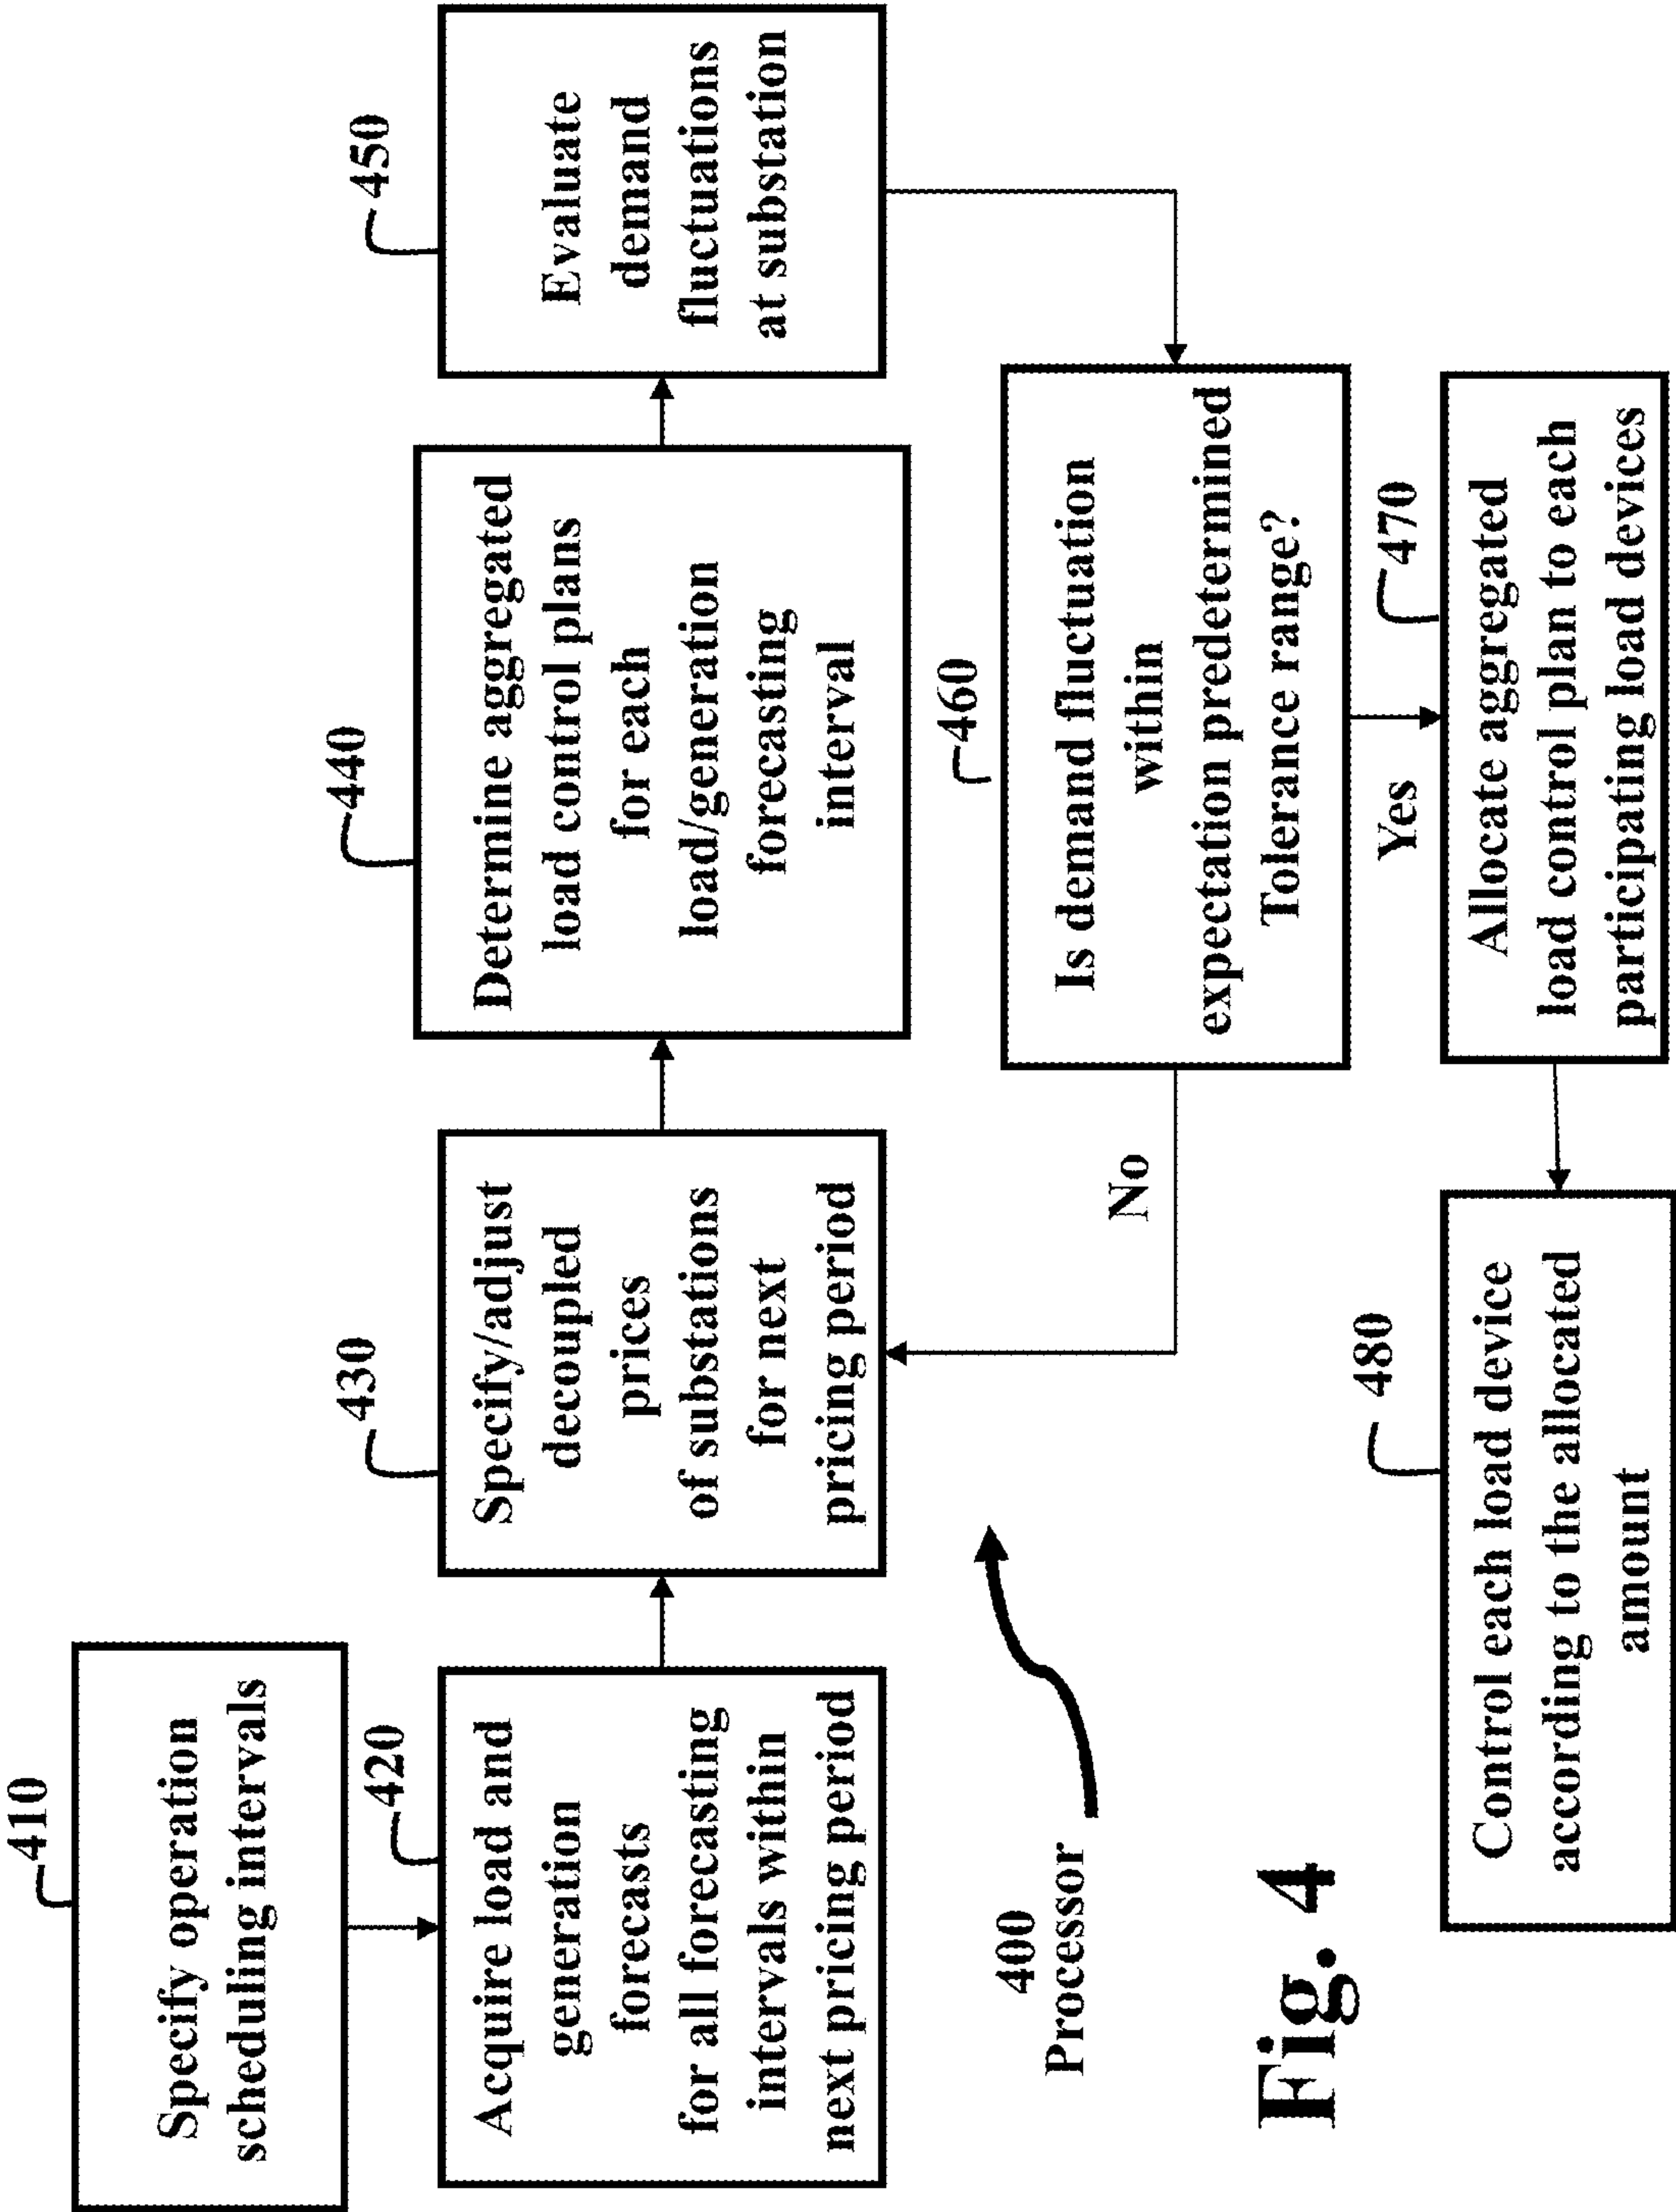 410
Specify operation
scheduling intervals
420
Acquire load and
generation
forecasts
for all forecasting
intervals within
next pricing period
430
Specify/adjust
decoupled
prices
of substations
for next
pricing period
440
Determine aggregated
load control plans
for each
load/generation
forecasting
interval
450
Evaluate
demand
fluctuations
at substation
460
Is demand fluctuation
within
expectation predetermined
Tolerance range?
No
Yes
470
Allocate aggregated
load control plan to each
participating load devices
480
Control each load device
according to the allocated
amount
400
Processor
Fig. 4